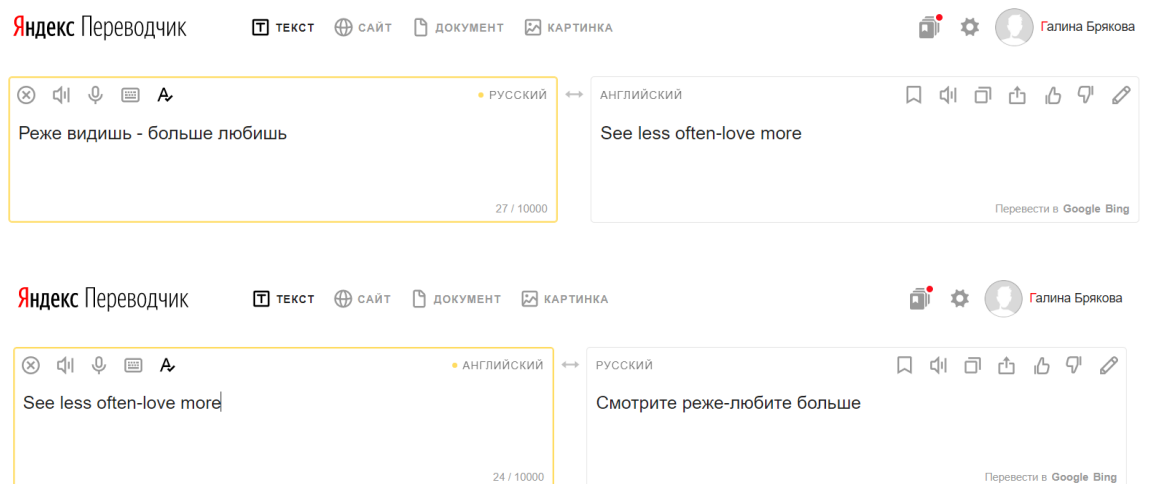 Яндекс Переводчик ТЕКСТ САЙТ ДОКУМЕНТ КАРТИНКА Галина Брякова
РУССКИЙ
Реже видишь - больше любишь
27 / 10000
АНГЛИЙСКИЙ
See less often-love more
Перевести в Google Bing
Яндекс Переводчик ТЕКСТ САЙТ ДОКУМЕНТ КАРТИНКА Галина Брякова
АНГЛИЙСКИЙ
See less often-love more
24 / 10000
РУССКИЙ
Смотрите реже-любите больше
Перевести в Google Bing